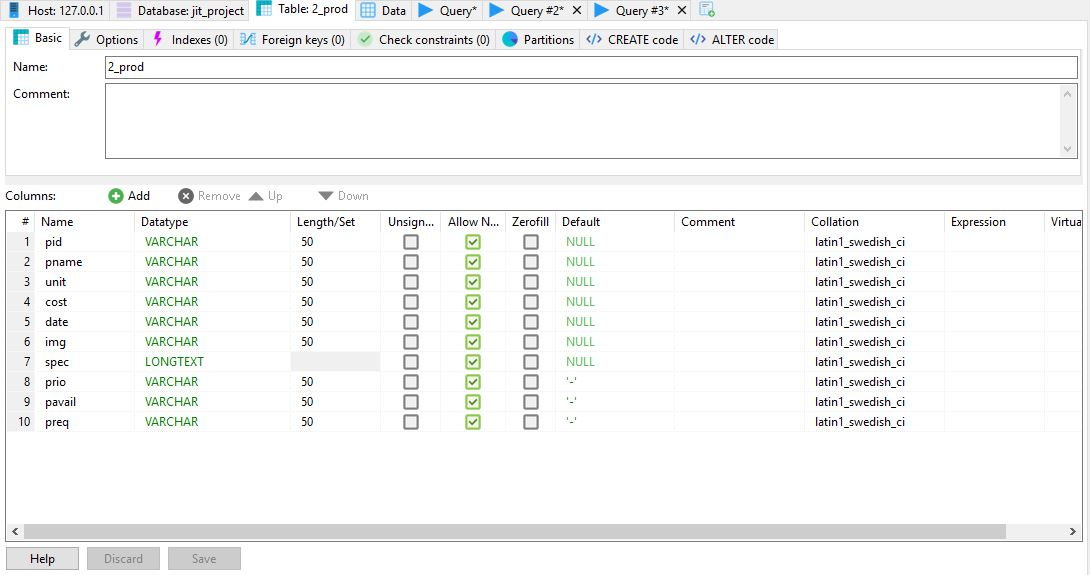 Host: 127.0.0.1 Database: jit_project Table: 2_prod Data Query* Query #2* Query #3*
Basic Options Indexes (0) Foreign keys (0) Check constraints (0) Partitions CREATE code ALTER code
Name: 2_prod
Comment:
Columns: Add Remove Up Down
# Name Datatype Length/Set Unsign... Allow N... Zerofill Default Comment Collation Expression Virtua
1 pid VARCHAR 50 NULL latin1_swedish_ci
2 pname VARCHAR 50 NULL latin1_swedish_ci
3 unit VARCHAR 50 NULL latin1_swedish_ci
4 cost VARCHAR 50 NULL latin1_swedish_ci
5 date VARCHAR 50 NULL latin1_swedish_ci
6 img VARCHAR 50 NULL latin1_swedish_ci
7 spec LONGTEXT NULL latin1_swedish_ci
8 prio VARCHAR 50 '-' latin1_swedish_ci
9 pavail VARCHAR 50 '-' latin1_swedish_ci
10 preq VARCHAR 50 '-' latin1_swedish_ci
Help Discard Save